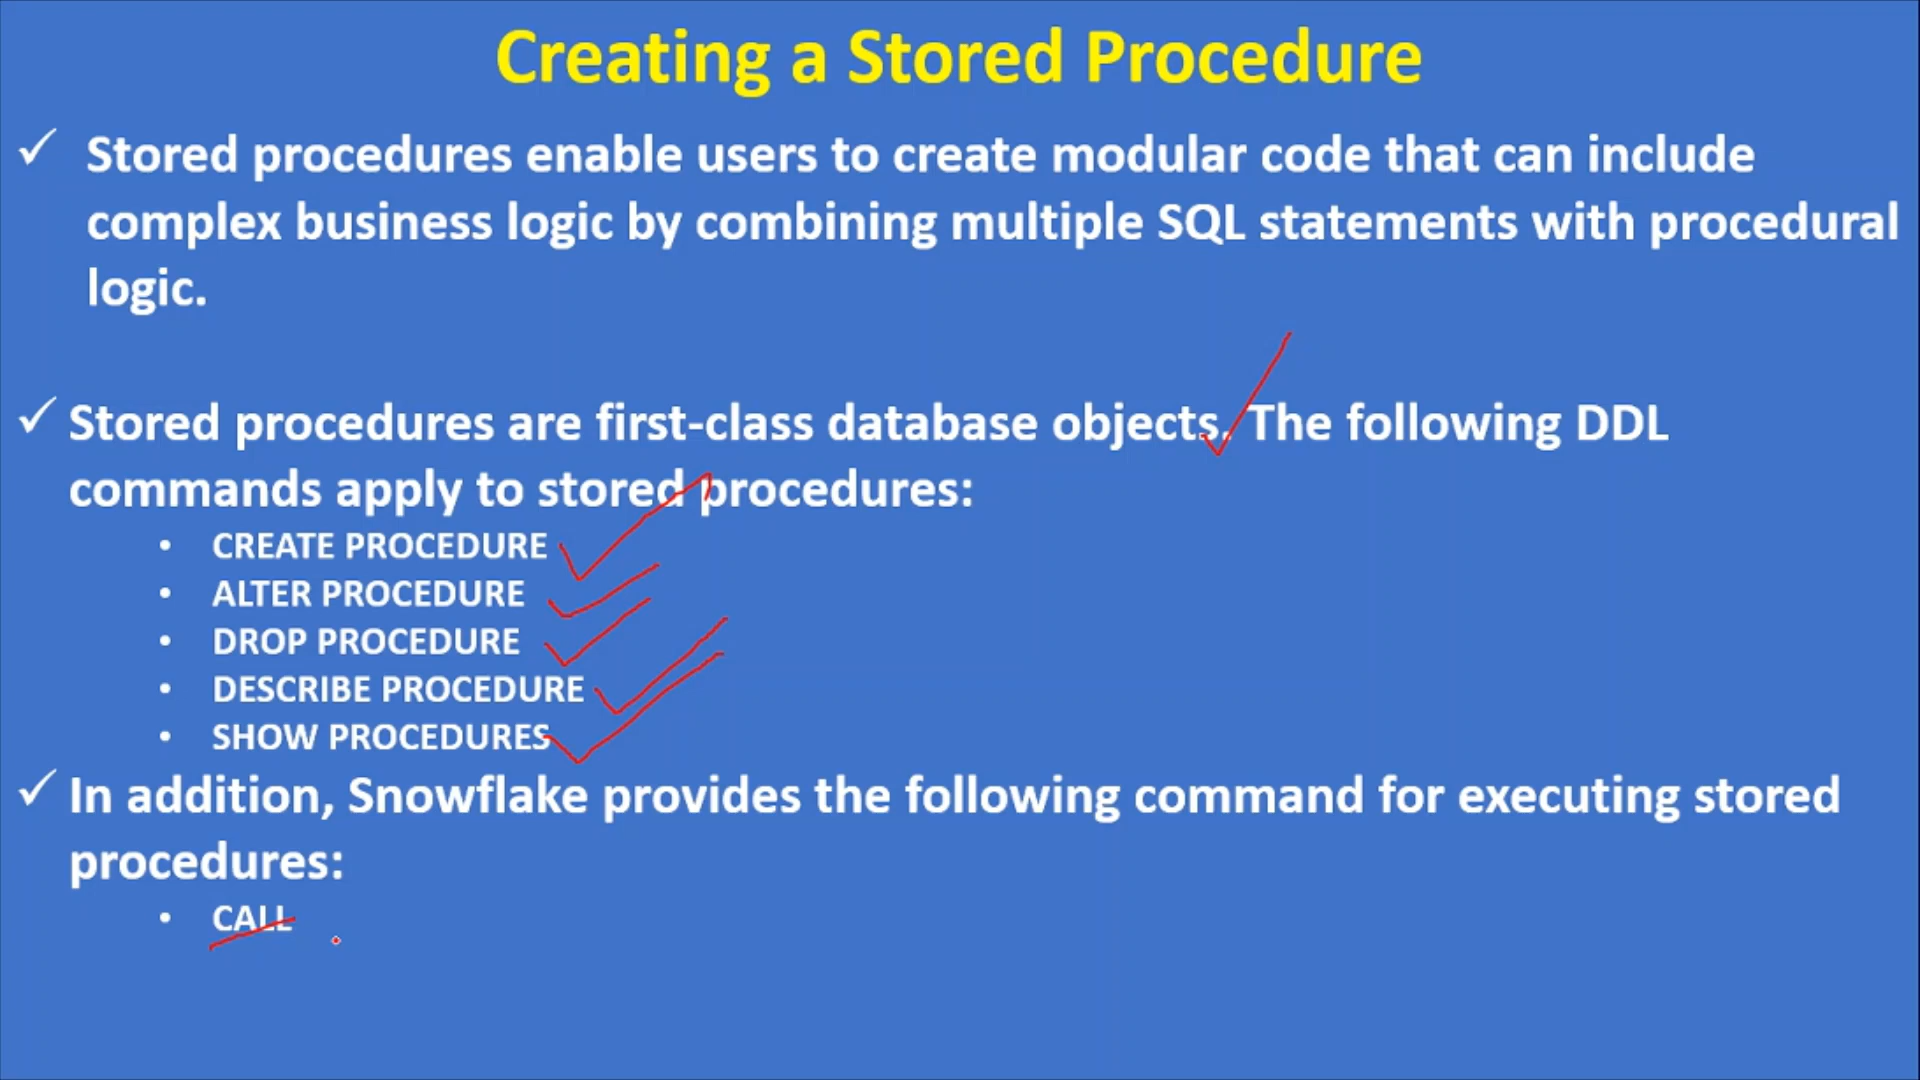 Creating a Stored Procedure
Stored procedures enable users to create modular code that can include
complex business logic by combining multiple SQL statements with procedural
logic.
Stored procedures are first-class database objects. The following DDL
commands apply to stored procedures:
• CREATE PROCEDURE
• ALTER PROCEDURE
• DROP PROCEDURE
• DESCRIBE PROCEDURE
• SHOW PROCEDURES
In addition, Snowflake provides the following command for executing stored
procedures:
• CALL